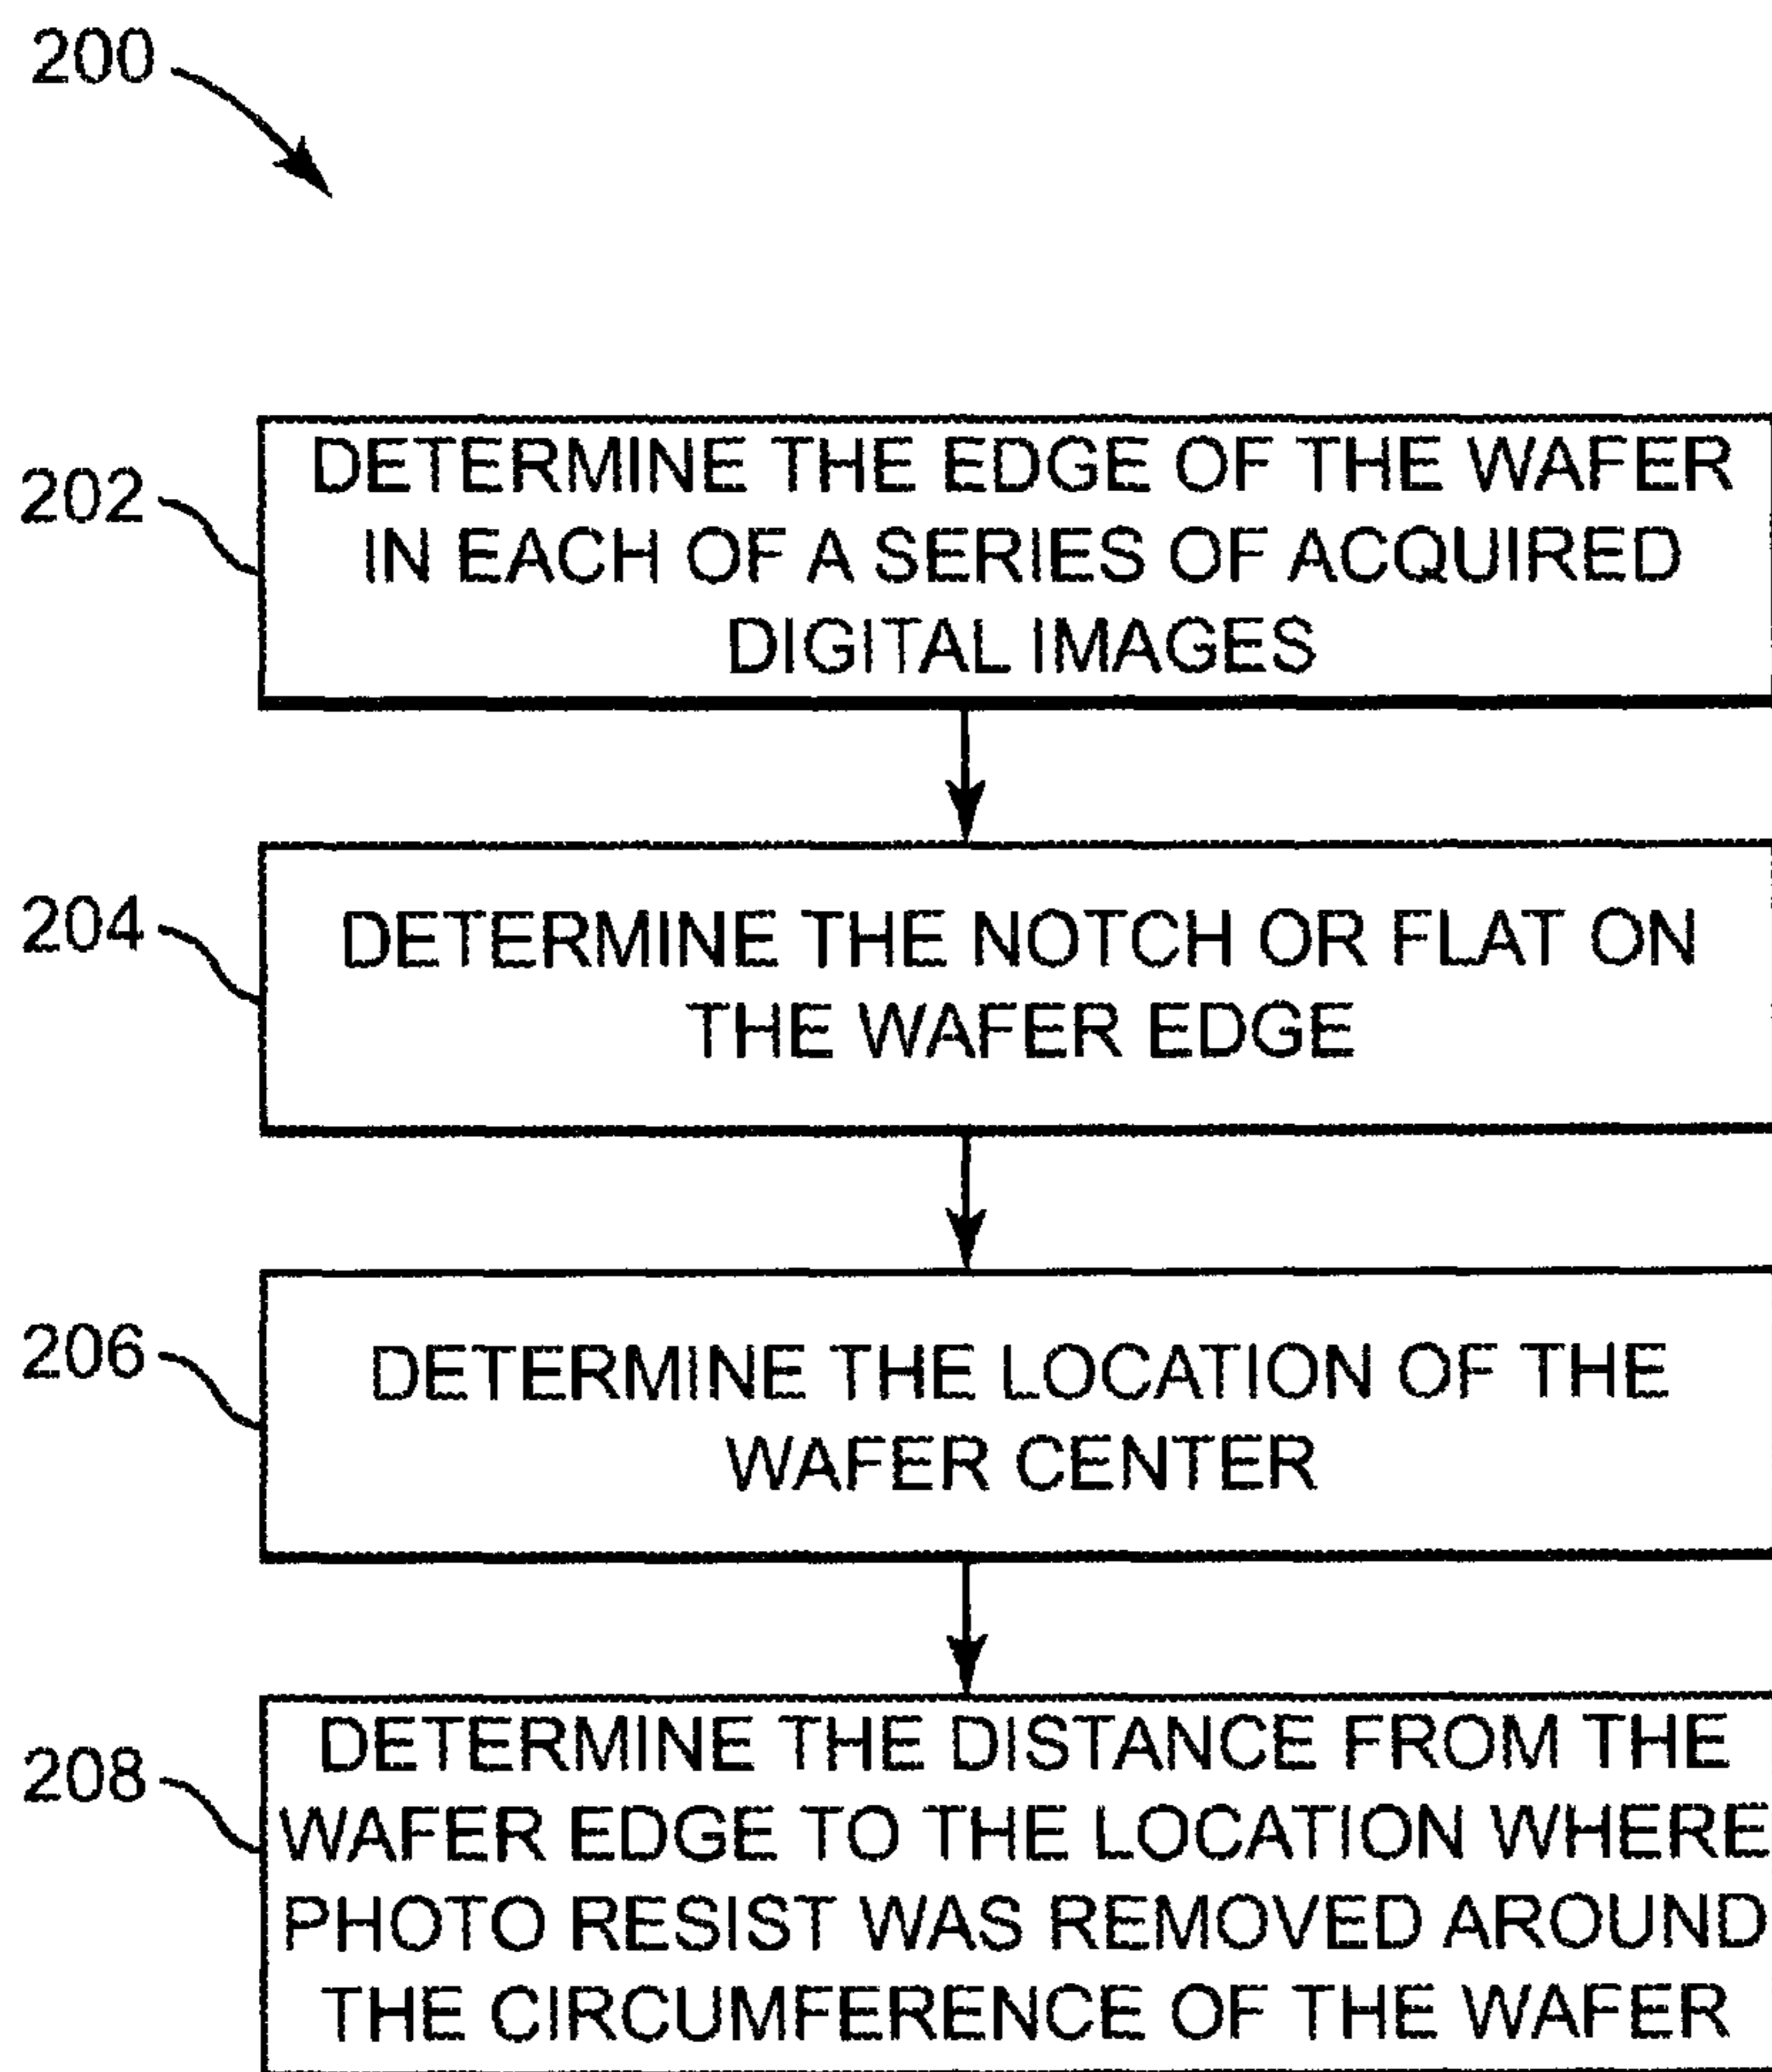 200
202
DETERMINE THE EDGE OF THE WAFER
IN EACH OF A SERIES OF ACQUIRED
DIGITAL IMAGES
204
DETERMINE THE NOTCH OR FLAT ON
THE WAFER EDGE
206
DETERMINE THE LOCATION OF THE
WAFER CENTER
208
DETERMINE THE DISTANCE FROM THE
WAFER EDGE TO THE LOCATION WHERE
PHOTO RESIST WAS REMOVED AROUND
THE CIRCUMFERENCE OF THE WAFER